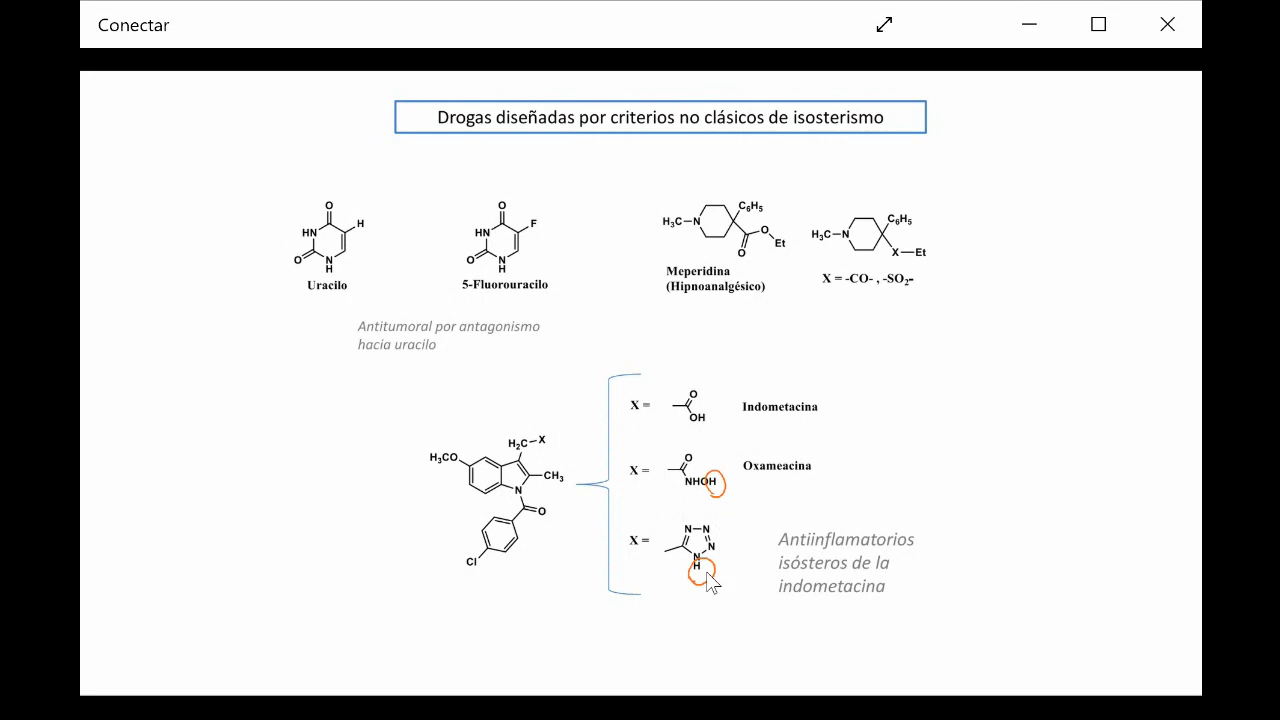 Conectar
Drogas diseñadas por criterios no clásicos de isosterismo
O
H
HN
O
N
H
Uracilo
O
F
HN
O
N
H
5-Fluorouracilo
Antitumoral por antagonismo
hacia uracilo
C6H5
H3C N
O
Et
O
Meperidina
(Hipnoanalgésico)
C6H5
H3C N
X Et
X = -CO- , -SO2-
H2C X
H3CO
CH3
N
O
Cl
X =
O
OH
Indometacina
X =
O
NHOH
Oxameacina
X =
N N
N
N
H
Antiinflamatorios
isósteros de la
indometacina